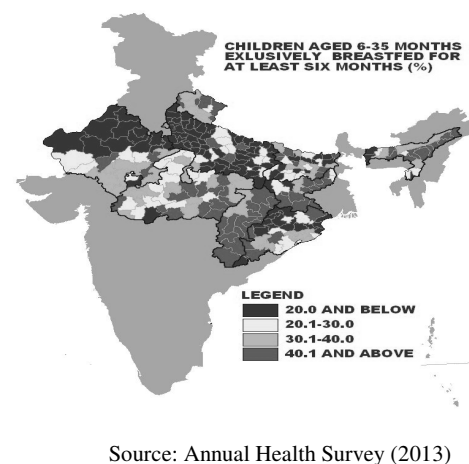 CHILDREN AGED 6-35 MONTHS
EXLUSIVELY BREASTFED FOR
AT LEAST SIX MONTHS (%)
LEGEND
20.0 AND BELOW
20.1-30.0
30.1-40.0
40.1 AND ABOVE
Source: Annual Health Survey (2013)